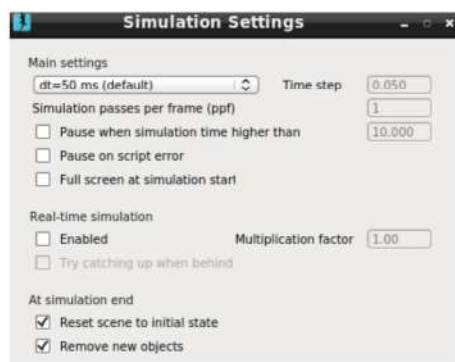 Simulation Settings
Main settings
dt=50 ms (default) Time step 0.050
Simulation passes per frame (ppf) 1
Pause when simulation time higher than 10.000
Pause on script error
Full screen at simulation start
Real-time simulation
Enabled Multiplication factor 1.00
Try catching up when behind
At simulation end
Reset scene to initial state
Remove new objects